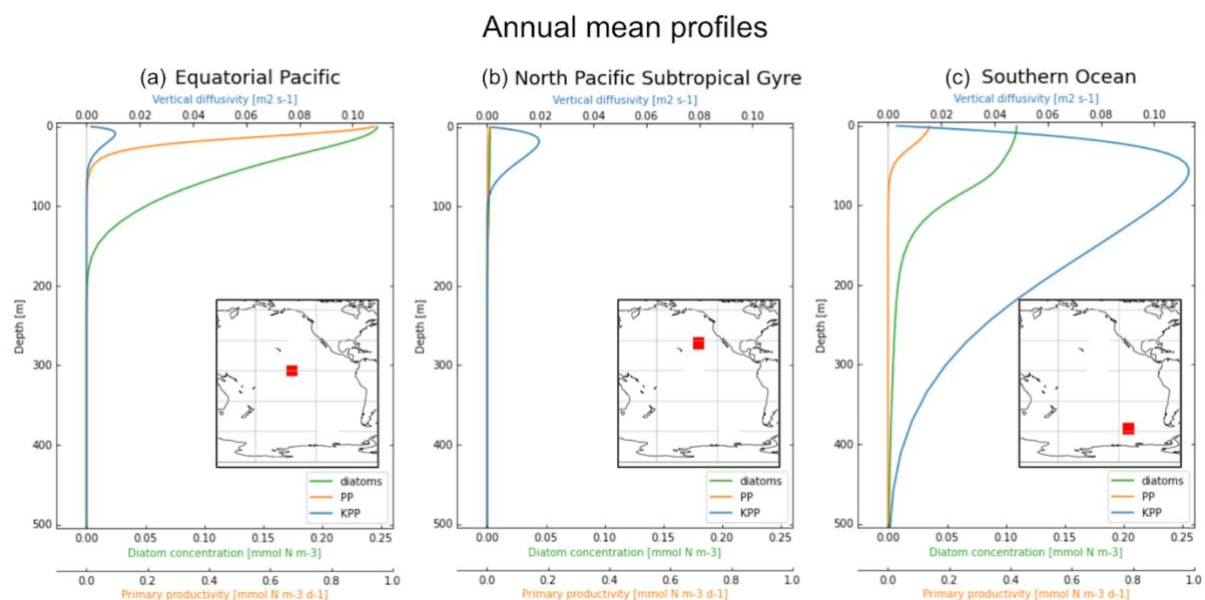 Annual mean profiles
(a) Equatorial Pacific
Vertical diffusivity [m2 s-1]
0.00 0.02 0.04 0.06 0.08 0.10
0
100
200
300
400
500
Depth [m]
diatoms
PP
KPP
0.00 0.05 0.10 0.15 0.20 0.25
Diatom concentration [mmol N m-3]
0.0 0.2 0.4 0.6 0.8 1.0
Primary productivity [mmol N m-3 d-1]
(b) North Pacific Subtropical Gyre
Vertical diffusivity [m2 s-1]
0.00 0.02 0.04 0.06 0.08 0.10
0
100
200
300
400
500
Depth [m]
diatoms
PP
KPP
0.00 0.05 0.10 0.15 0.20 0.25
Diatom concentration [mmol N m-3]
0.0 0.2 0.4 0.6 0.8 1.0
Primary productivity [mmol N m-3 d-1]
(c) Southern Ocean
Vertical diffusivity [m2 s-1]
0.00 0.02 0.04 0.06 0.08 0.10
0
100
200
300
400
500
Depth [m]
diatoms
PP
KPP
0.00 0.05 0.10 0.15 0.20 0.25
Diatom concentration [mmol N m-3]
0.0 0.2 0.4 0.6 0.8 1.0
Primary productivity [mmol N m-3 d-1]